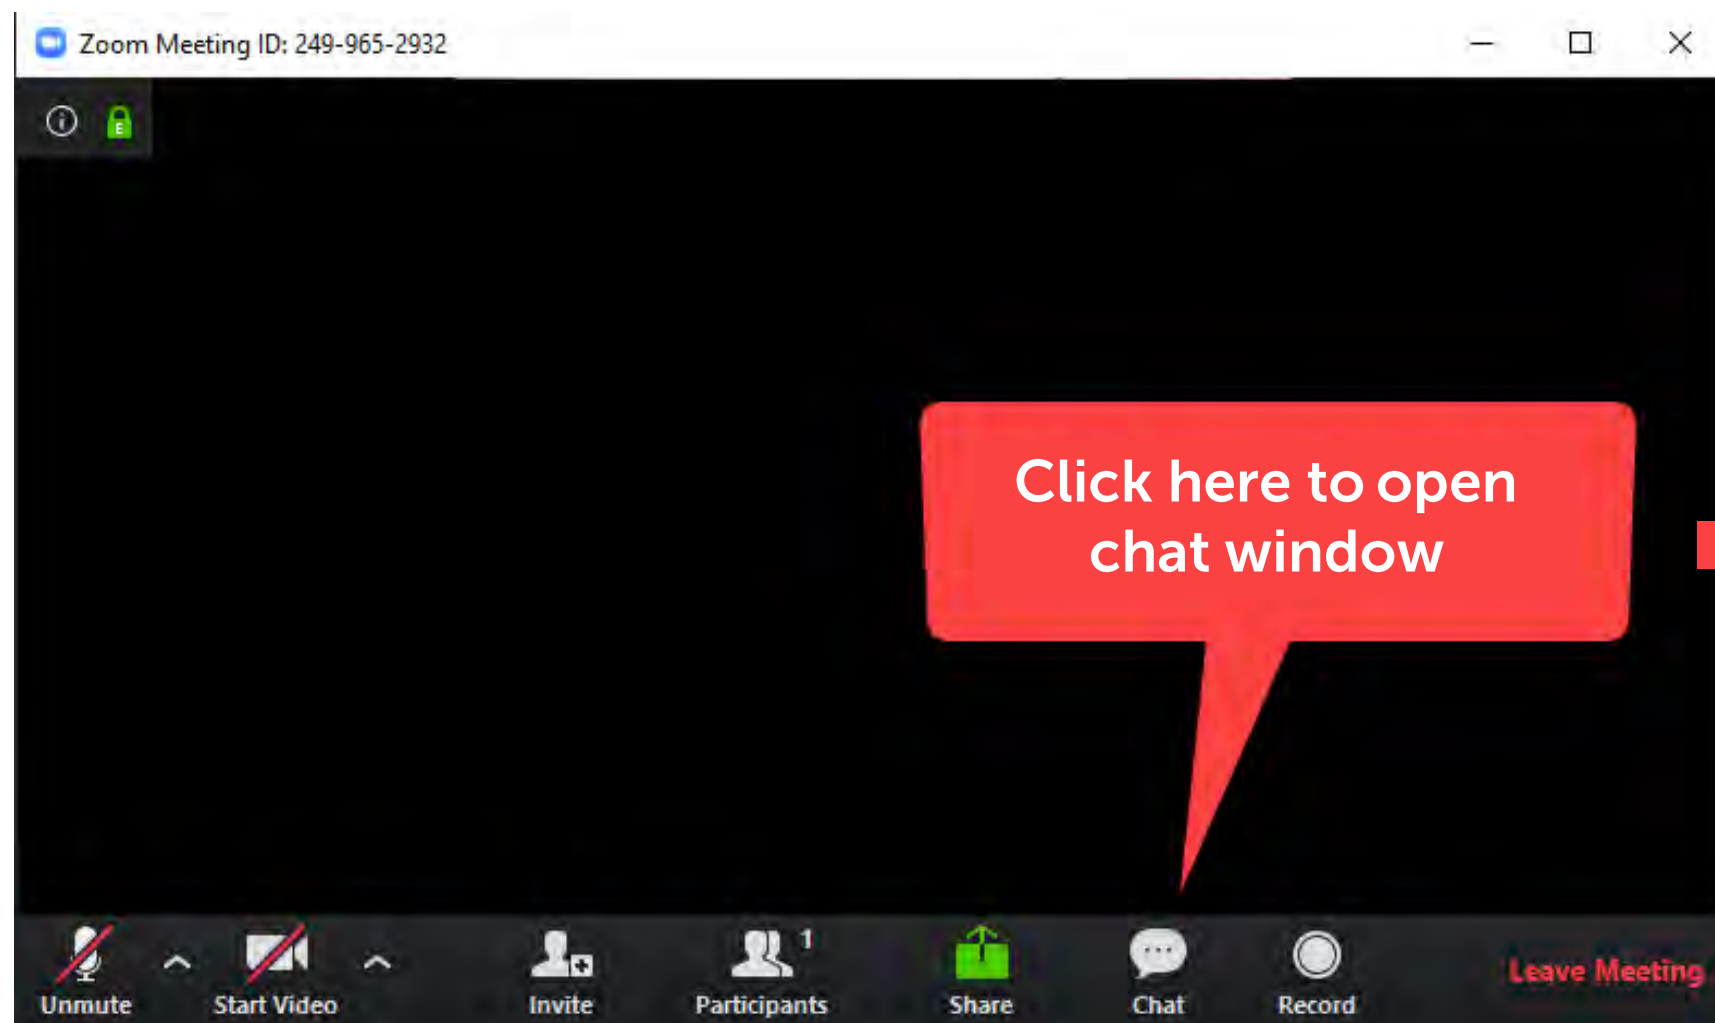 Zoom Meeting ID: 249-965-2932
E
Click here to open
chat window
1
Unmute
Start Video
Invite
Participants
Share
Chat
Record
Leave Meeting